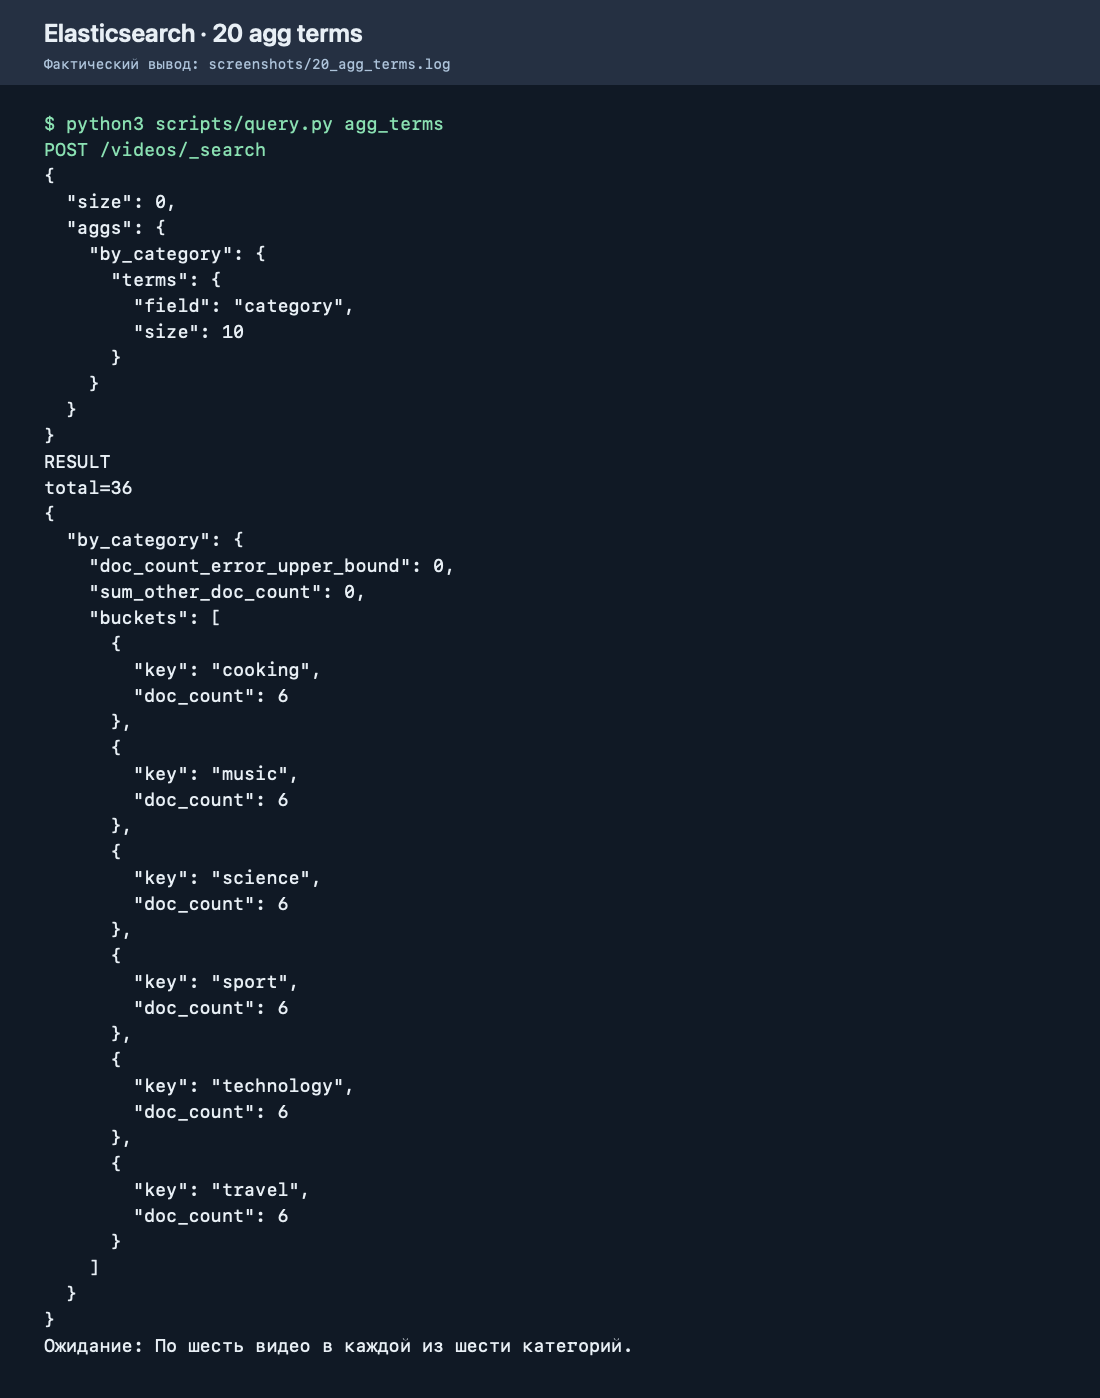 Elasticsearch · 20 agg terms
Фактический вывод: screenshots/20_agg_terms.log
$ python3 scripts/query.py agg_terms
POST /videos/_search
{
  "size": 0,
  "aggs": {
    "by_category": {
      "terms": {
        "field": "category",
        "size": 10
      }
    }
  }
}
RESULT
total=36
{
  "by_category": {
    "doc_count_error_upper_bound": 0,
    "sum_other_doc_count": 0,
    "buckets": [
      {
        "key": "cooking",
        "doc_count": 6
      },
      {
        "key": "music",
        "doc_count": 6
      },
      {
        "key": "science",
        "doc_count": 6
      },
      {
        "key": "sport",
        "doc_count": 6
      },
      {
        "key": "technology",
        "doc_count": 6
      },
      {
        "key": "travel",
        "doc_count": 6
      }
    ]
  }
}
Ожидание: По шесть видео в каждой из шести категорий.